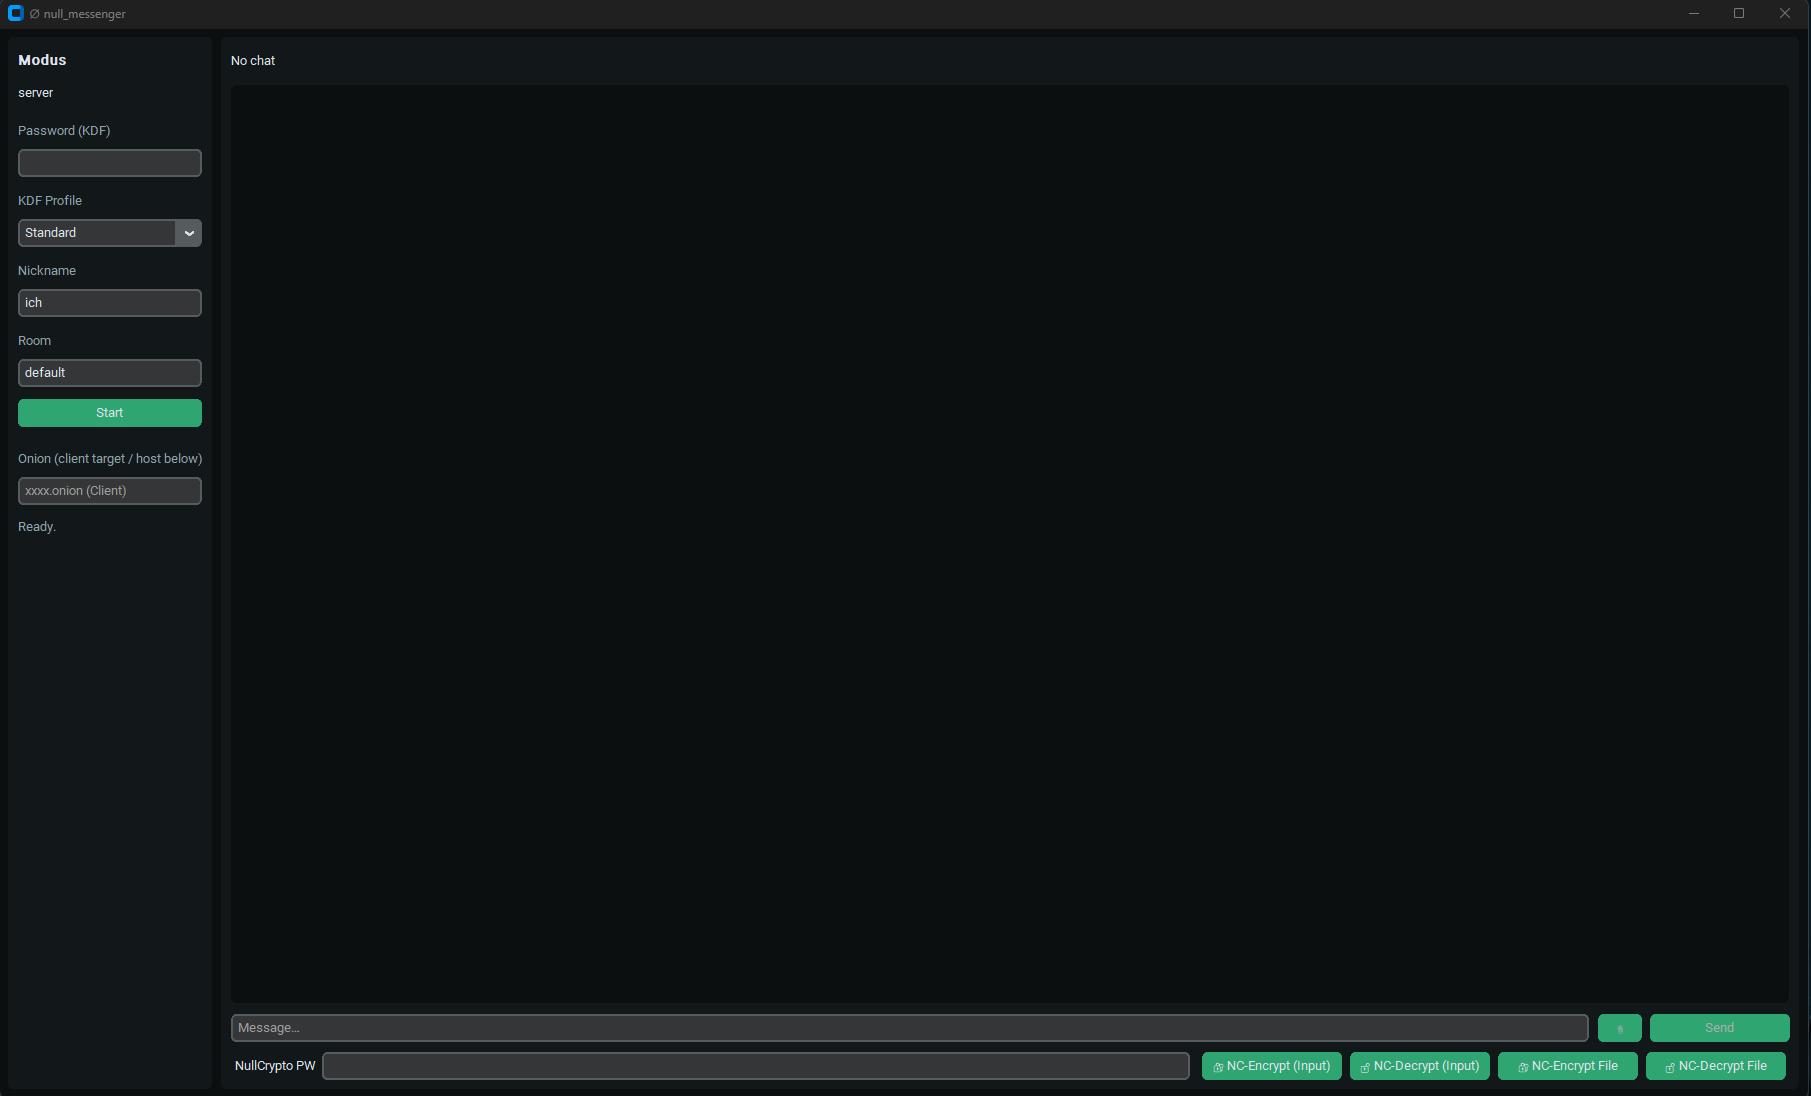 ∅ null_messenger
Modus
server
Password (KDF)
KDF Profile
Standard
Nickname
ich
Room
default
Start
Onion (client target / host below)
xxxx.onion (Client)
Ready.
No chat
Message...
Send
NullCrypto PW
NC-Encrypt (Input)
NC-Decrypt (Input)
NC-Encrypt File
NC-Decrypt File